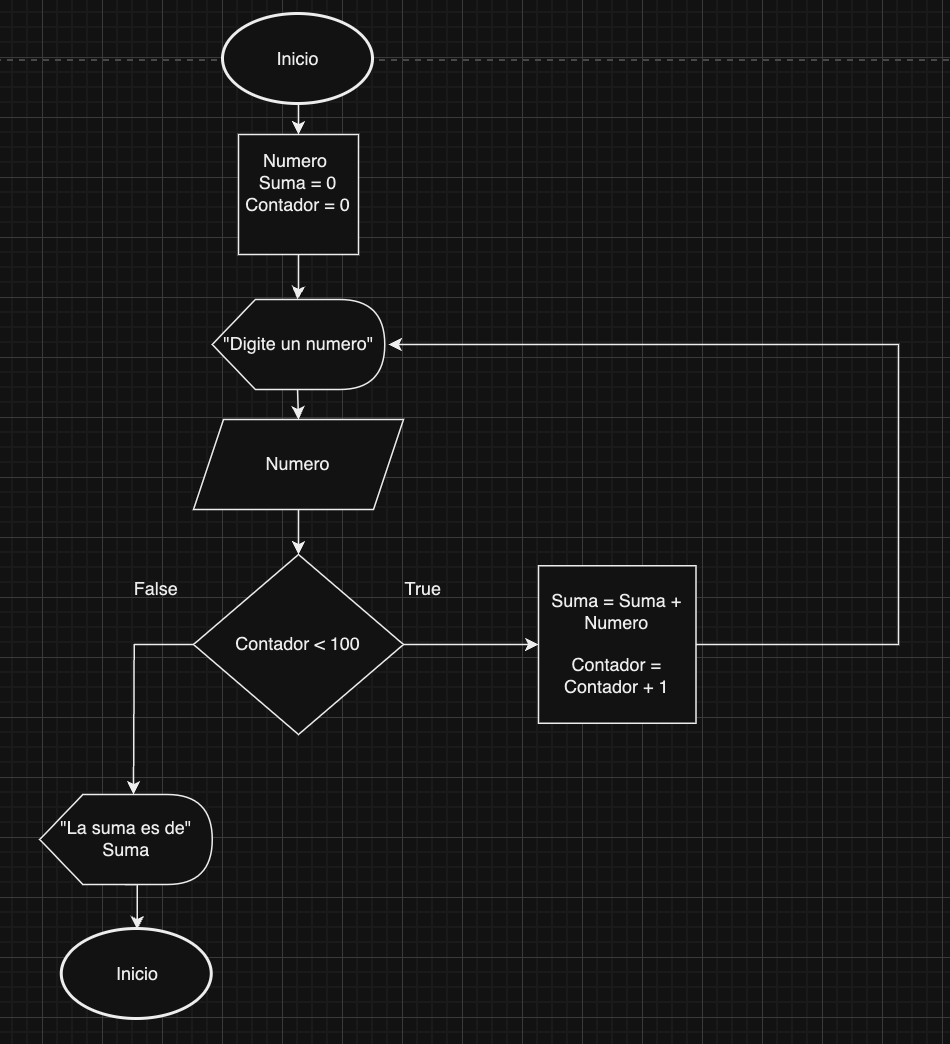 Inicio
Numero
Suma = 0
Contador = 0
"Digite un numero"
Numero
False
True
Contador < 100
Suma = Suma +
Numero
Contador =
Contador + 1
"La suma es de"
Suma
Inicio